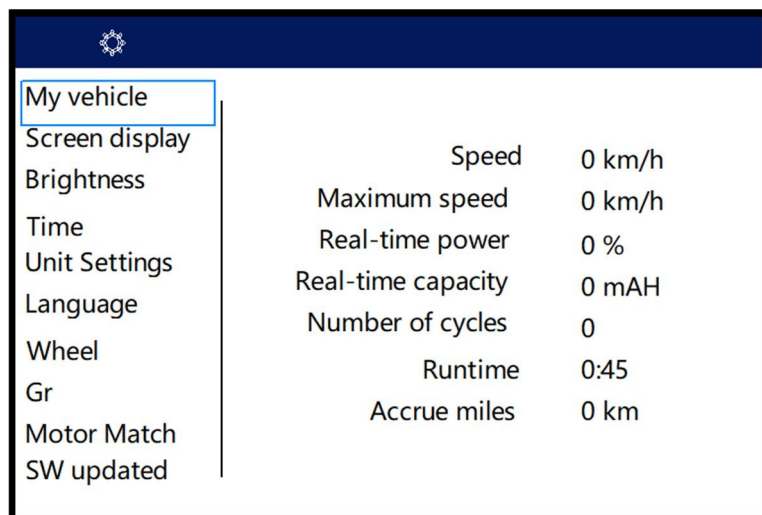 My vehicle
Screen display
Brightness
Time
Unit Settings
Language
Wheel
Gr
Motor Match
SW updated
Speed 0 km/h
Maximum speed 0 km/h
Real-time power 0 %
Real-time capacity 0 mAH
Number of cycles 0
Runtime 0:45
Accrue miles 0 km